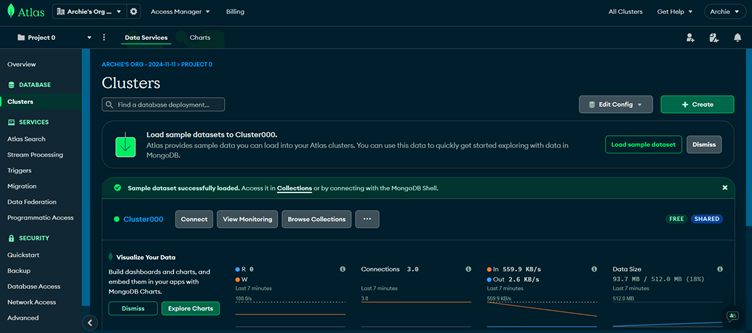 Atlas
Archie's Org ...
Access Manager
Billing
All Clusters
Get Help
Archie
Project 0
Data Services
Charts
Overview
DATABASE
Clusters
SERVICES
Atlas Search
Stream Processing
Triggers
Migration
Data Federation
Programmatic Access
SECURITY
Quickstart
Backup
Database Access
Network Access
Advanced
ARCHIE'S ORG - 2024-11-11 > PROJECT 0
Clusters
Find a database deployment...
Edit Config
+ Create
Load sample datasets to Cluster000.
Atlas provides sample data you can load into your Atlas clusters. You can use this data to quickly get started exploring with data in
MongoDB.
Load sample dataset
Dismiss
Sample dataset successfully loaded. Access it in Collections or by connecting with the MongoDB Shell.
Cluster000
Connect
View Monitoring
Browse Collections
...
FREE
SHARED
Visualize Your Data
Build dashboards and charts, and
embed them in your apps with
MongoDB Charts.
Dismiss
Explore Charts
R 0
W
Last 7 minutes
100.0/s
Connections 3.0
Last 7 minutes
3.0
In 559.9 KB/s
Out 2.6 KB/s
Last 7 minutes
559.9 KB/s
Data Size
93.7 MB / 512.0 MB (18%)
Last 7 minutes
512.0 MB